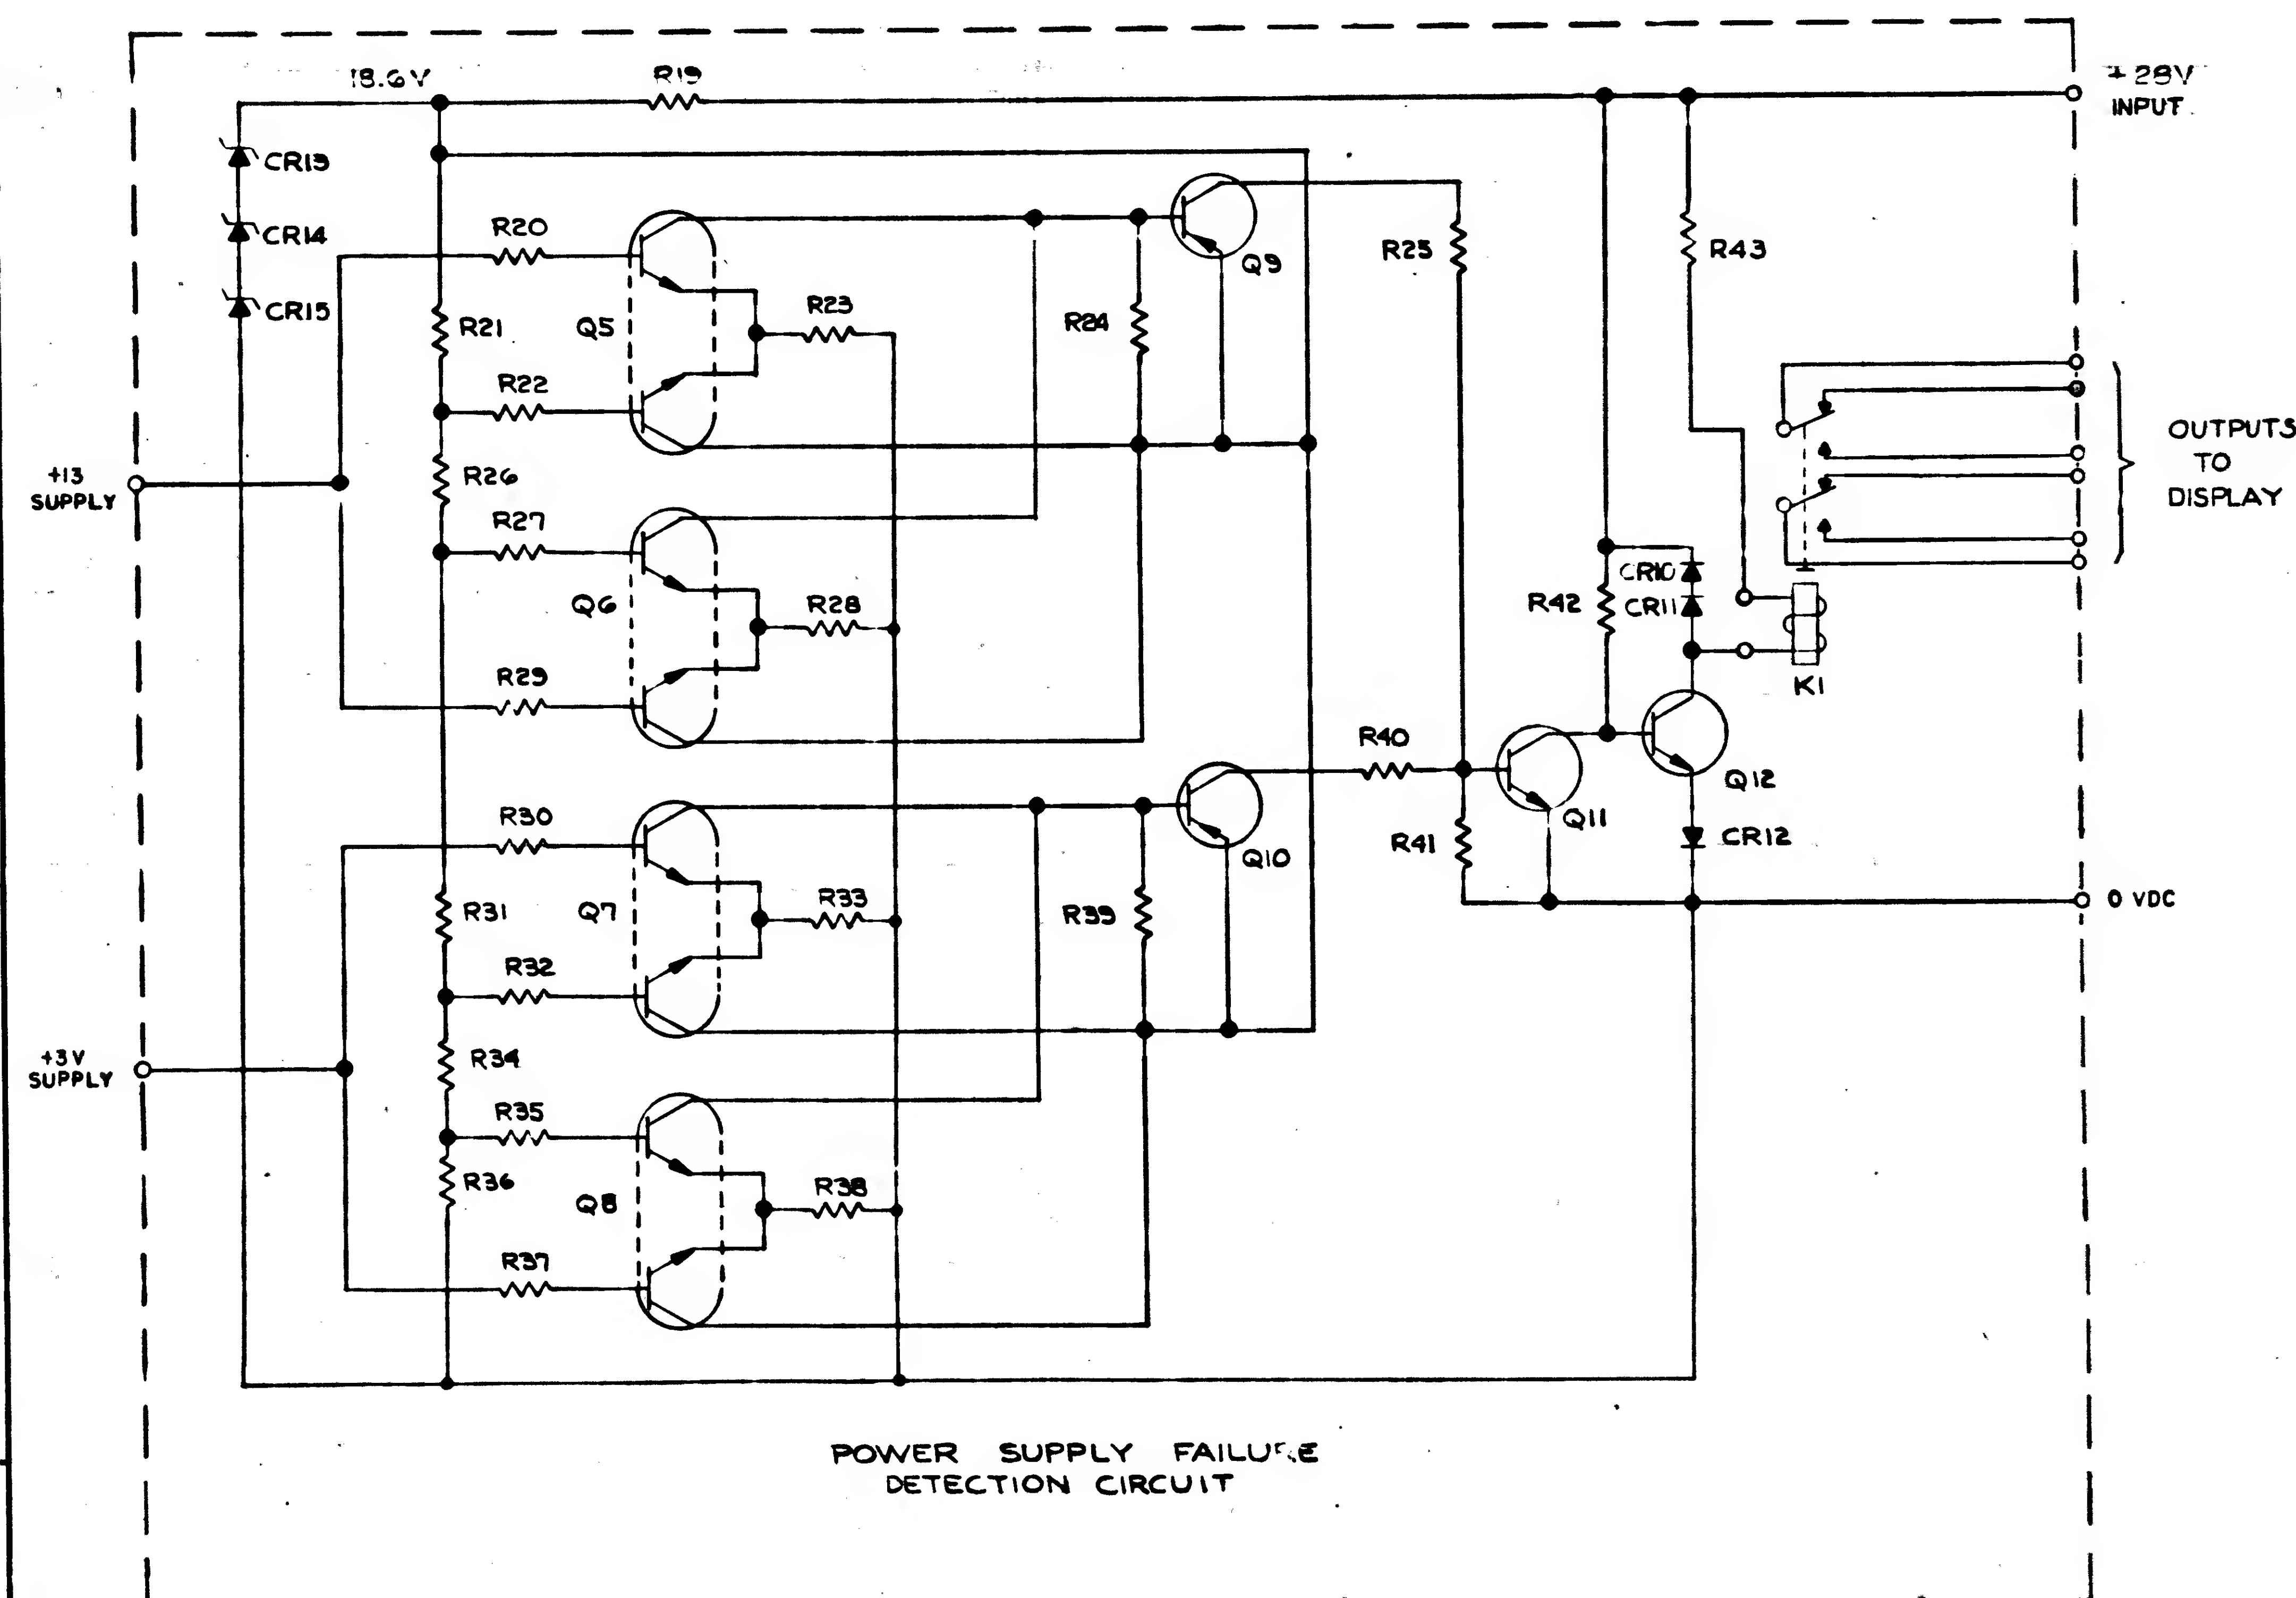 18.6V
R19
+28V
INPUT
CR13
CR14
CR15
R20
Q5
R21
R22
R23
R24
Q9
R25
R43
+13
SUPPLY
R26
R27
Q6
R28
R29
OUTPUTS
TO
DISPLAY
CR10
CR11
R42
K1
R40
Q11
Q12
CR12
R41
0 VDC
R30
Q7
R31
R32
R33
R39
Q10
+3V
SUPPLY
R34
R35
R36
Q8
R37
R38
POWER SUPPLY FAILURE
DETECTION CIRCUIT